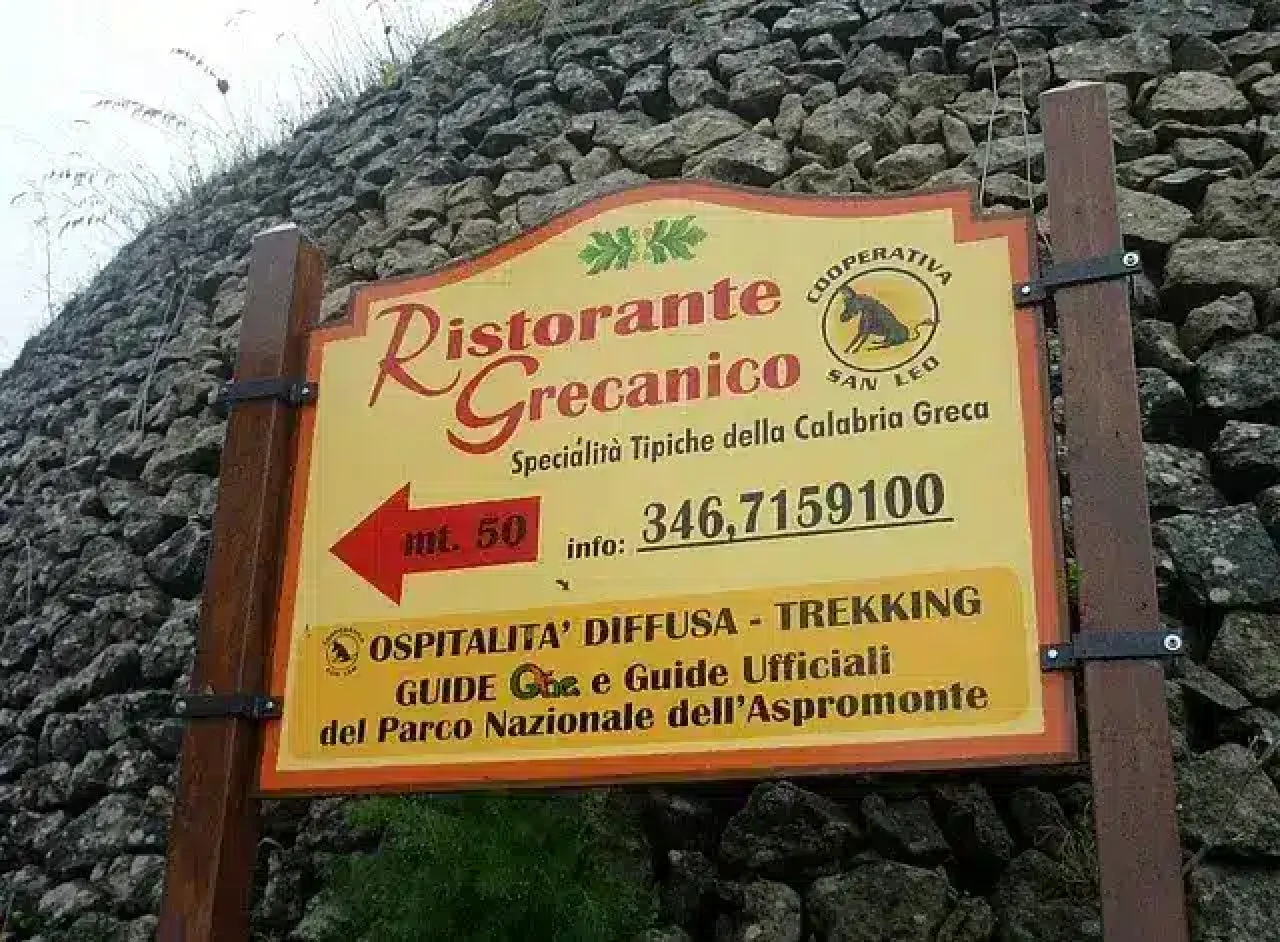 Ristorante
Grecanico
COOPERATIVA
SAN LEO
Specialità Tipiche della Calabria Greca
mt. 50
info: 346,7159100
OSPITALITA' DIFFUSA - TREKKING
GUIDE Ghe e Guide Ufficiali
del Parco Nazionale dell'Aspromonte